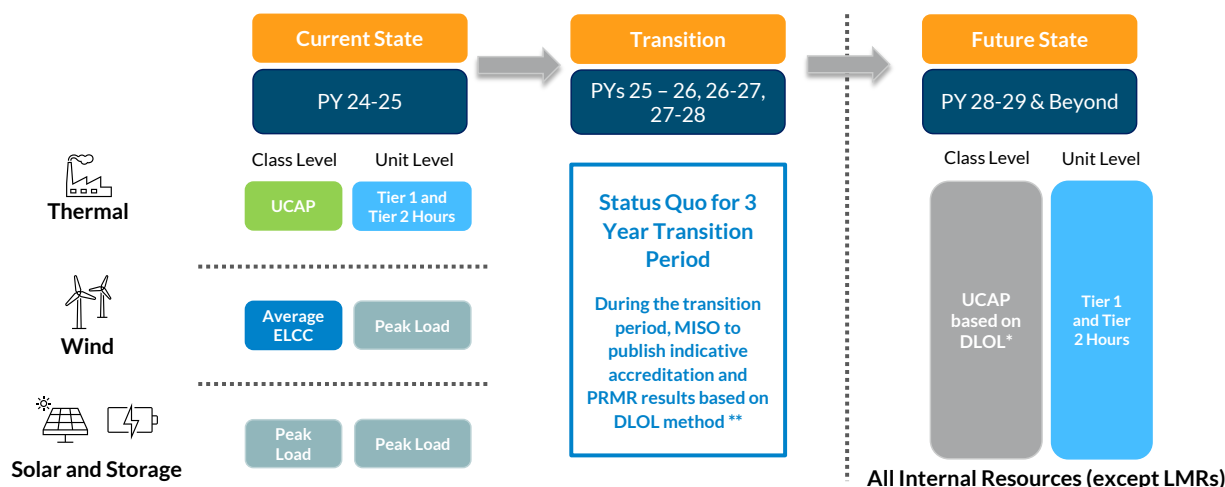 Current State
Transition
Future State
PY 24-25
PYs 25 – 26, 26-27,
27-28
PY 28-29 & Beyond
Class Level
Unit Level
Class Level
Unit Level
Thermal
UCAP
Tier 1 and
Tier 2 Hours
Wind
Average
ELCC
Peak Load
Solar and Storage
Peak
Load
Peak Load
Status Quo for 3
Year Transition
Period
During the transition
period, MISO to
publish indicative
accreditation and
PRMR results based on
DLOL method **
UCAP
based on
DLOL*
Tier 1
and Tier
2 Hours
All Internal Resources (except LMRs)